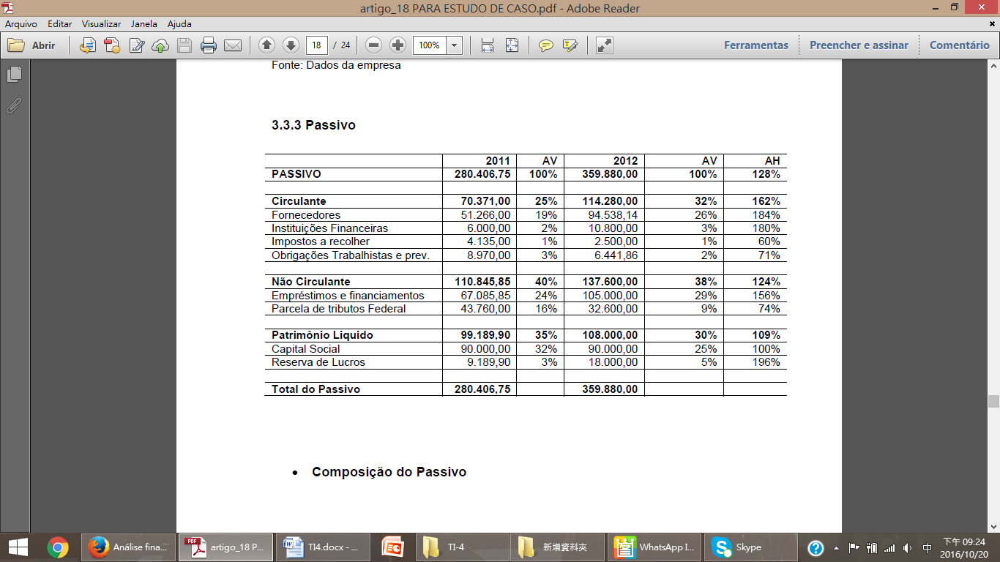 artigo_18 PARA ESTUDO DE CASO.pdf - Adobe Reader
Arquivo Editar Visualizar Janela Ajuda
Abrir 18 / 24 100% Ferramentas Preencher e assinar Comentário
Fonte: Dados da empresa
3.3.3 Passivo
2011 AV 2012 AV AH
PASSIVO 280.406,75 100% 359.880,00 100% 128%
Circulante 70.371,00 25% 114.280,00 32% 162%
Fornecedores 51.266,00 19% 94.538,14 26% 184%
Instituições Financeiras 6.000,00 2% 10.800,00 3% 180%
Impostos a recolher 4.135,00 1% 2.500,00 1% 60%
Obrigações Trabalhistas e prev. 8.970,00 3% 6.441,86 2% 71%
Não Circulante 110.845,85 40% 137.600,00 38% 124%
Empréstimos e financiamentos 67.085,85 24% 105.000,00 29% 156%
Parcela de tributos Federal 43.760,00 16% 32.600,00 9% 74%
Patrimônio Liquido 99.189,90 35% 108.000,00 30% 109%
Capital Social 90.000,00 32% 90.000,00 25% 100%
Reserva de Lucros 9.189,90 3% 18.000,00 5% 196%
Total do Passivo 280.406,75 359.880,00
• Composição do Passivo
Análise fina... PDF artigo_18 P... TI4.docx - ... TI-4 新增資料夾 WhatsApp I... Skype 中 下午 09:24
2016/10/20